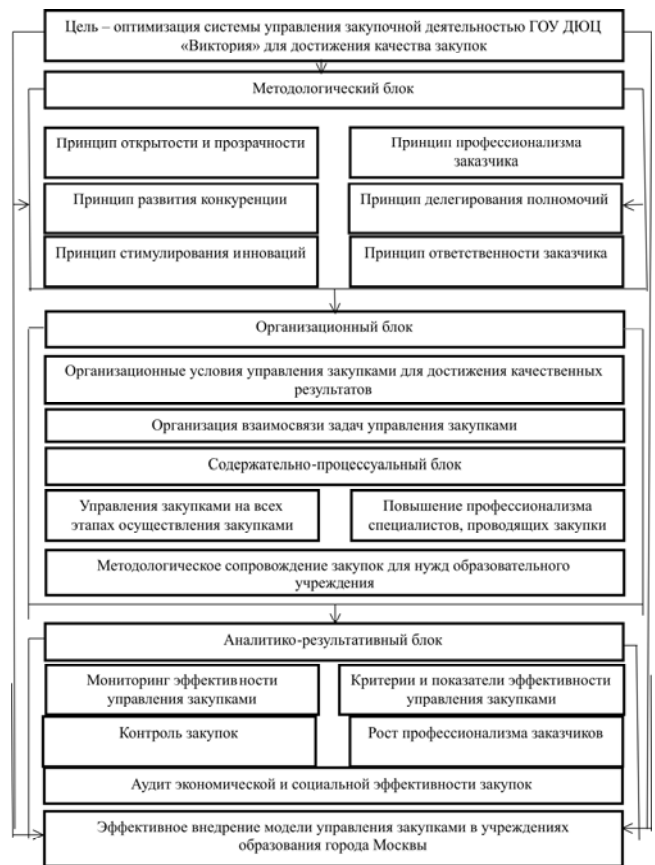 Цель – оптимизация системы управления закупочной деятельностью ГОУ ДЮЦ
«Виктория» для достижения качества закупок
Методологический блок
Принцип открытости и прозрачности
Принцип профессионализма
заказчика
Принцип развития конкуренции
Принцип делегирования полномочий
Принцип стимулирования инноваций
Принцип ответственности заказчика
Организационный блок
Организационные условия управления закупками для достижения качественных
результатов
Организация взаимосвязи задач управления закупками
Содержательно-процессуальный блок
Управления закупками на всех
этапах осуществления закупками
Повышение профессионализма
специалистов, проводящих закупки
Методологическое сопровождение закупок для нужд образовательного
учреждения
Аналитико-результативный блок
Мониторинг эффективности
управления закупками
Критерии и показатели эффективности
управления закупками
Контроль закупок
Рост профессионализма заказчиков
Аудит экономической и социальной эффективности закупок
Эффективное внедрение модели управления закупками в учреждениях
образования города Москвы